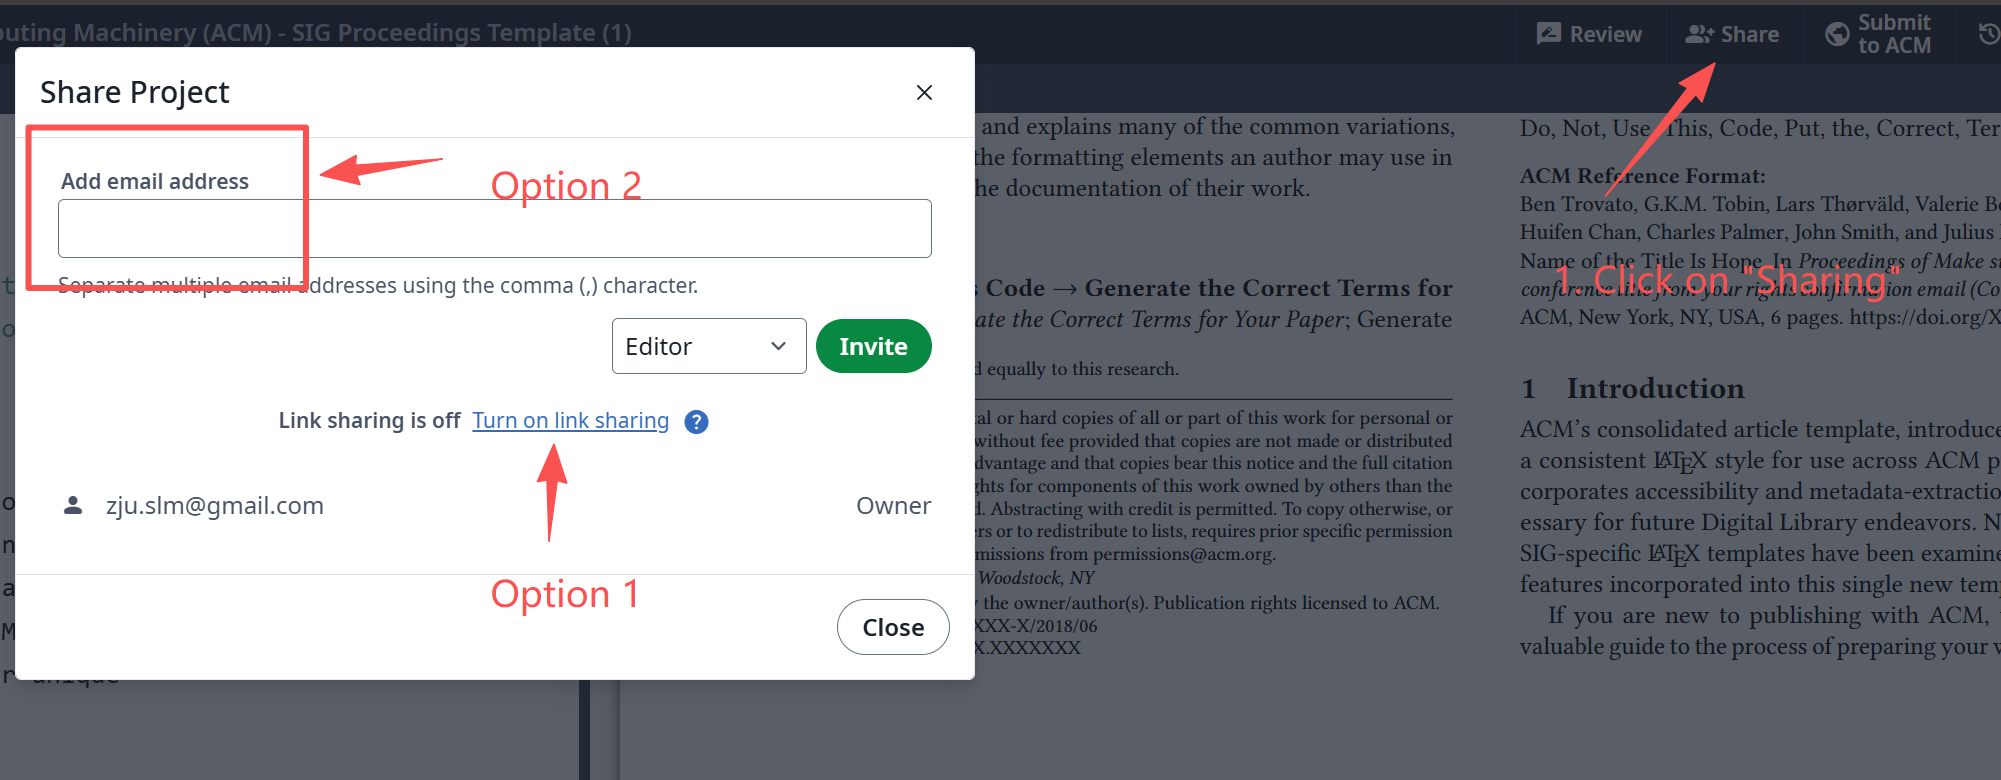 outing Machinery (ACM) - SIG Proceedings Template (1)
Review
Share
Submit
to ACM
Share Project
Add email address
Option 2
Separate multiple email addresses using the comma (,) character.
Editor
Invite
Link sharing is off Turn on link sharing ?
zju.slm@gmail.com
Owner
Option 1
Close
and explains many of the common variations,
the formatting elements an author may use in
he documentation of their work.
s Code → Generate the Correct Terms for
ate the Correct Terms for Your Paper; Generate
d equally to this research.
al or hard copies of all or part of this work for personal or
without fee provided that copies are not made or distributed
dvantage and that copies bear this notice and the full citation
ghts for components of this work owned by others than the
d. Abstracting with credit is permitted. To copy otherwise, or
ers or to redistribute to lists, requires prior specific permission
missions from permissions@acm.org.
Woodstock, NY
y the owner/author(s). Publication rights licensed to ACM.
XXX-X/2018/06
X.XXXXXXX
Do, Not, Use, This, Code, Put, the, Correct, Ter
ACM Reference Format:
Ben Trovato, G.K.M. Tobin, Lars Thørväld, Valerie Bé
Huifen Chan, Charles Palmer, John Smith, and Julius
Name of the Title Is Hope. In Proceedings of Make s
1. Click on "Sharing"
conference title from your rights confirmation email (Co
ACM, New York, NY, USA, 6 pages. https://doi.org/X
1 Introduction
ACM's consolidated article template, introduce
a consistent LATEX style for use across ACM p
corporates accessibility and metadata-extractio
essary for future Digital Library endeavors. N
SIG-specific LATEX templates have been examine
features incorporated into this single new temp
If you are new to publishing with ACM,
valuable guide to the process of preparing your w